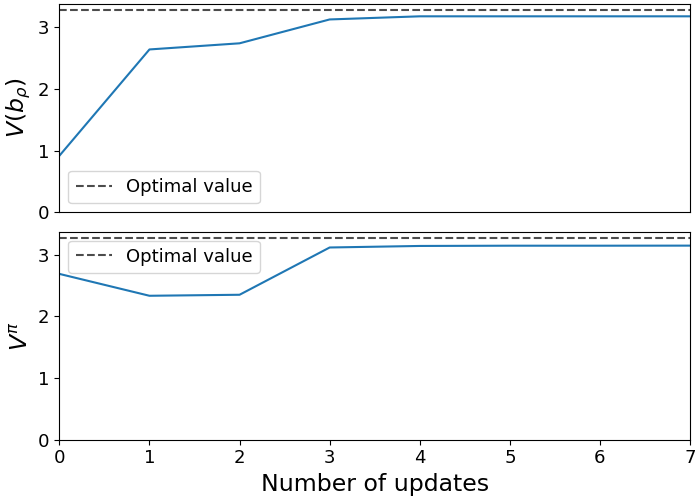 3
2
1
0
V(b_ρ)
Optimal value
3
2
1
0
V^π
Optimal value
0 1 2 3 4 5 6 7
Number of updates